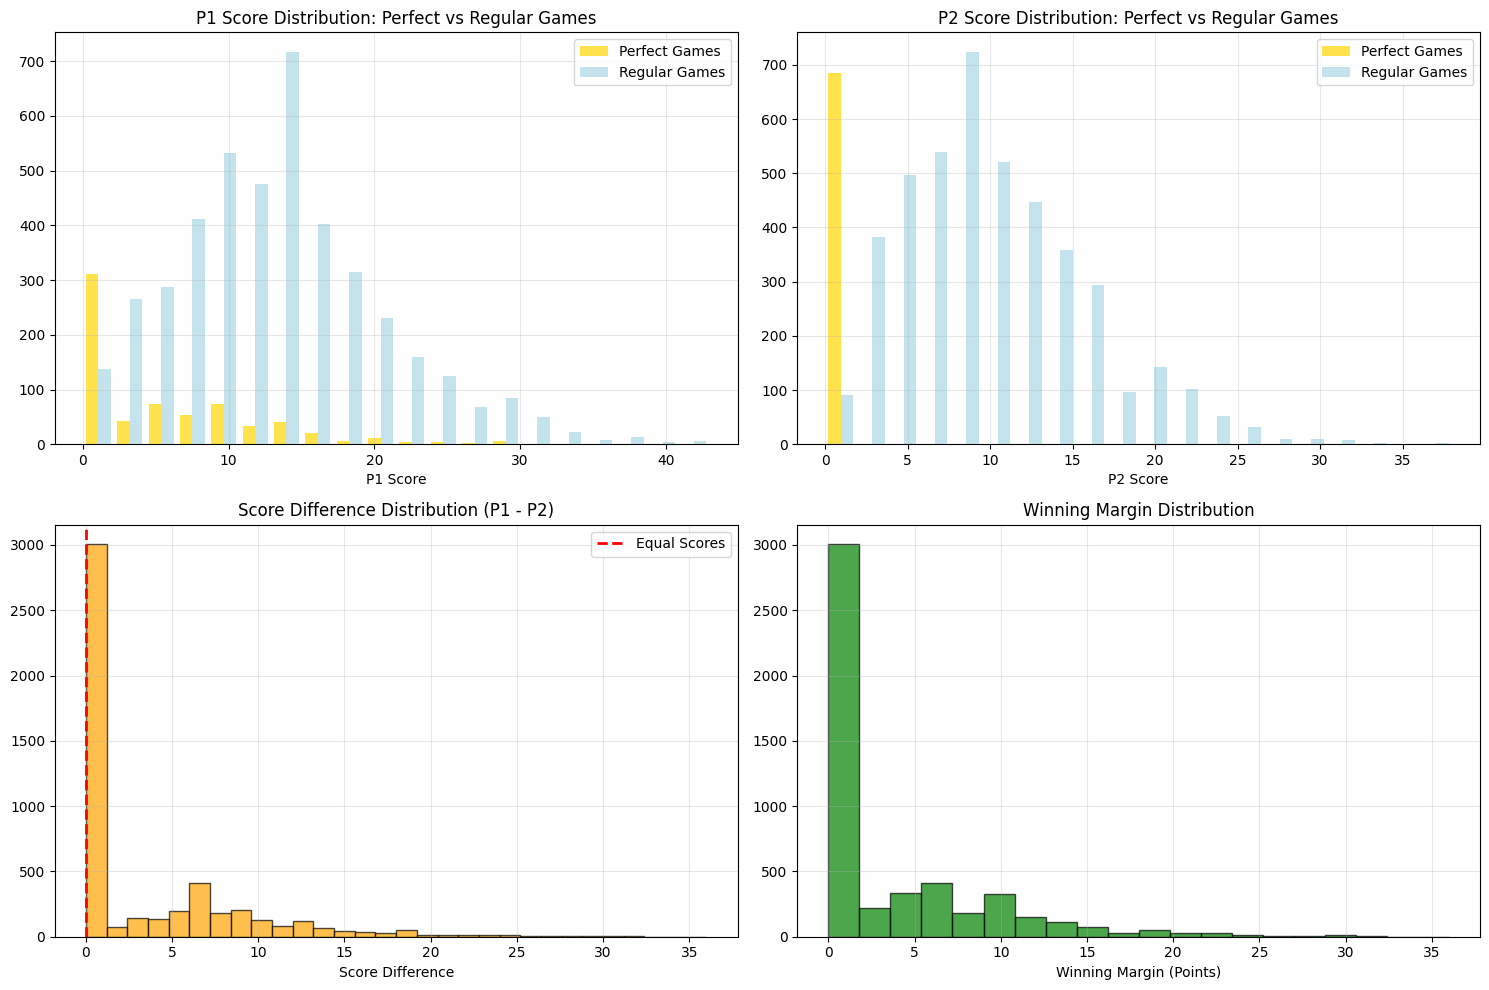 P1 Score Distribution: Perfect vs Regular Games
Perfect Games
Regular Games
700
600
500
400
300
200
100
0
0 10 20 30 40
P1 Score
P2 Score Distribution: Perfect vs Regular Games
Perfect Games
Regular Games
700
600
500
400
300
200
100
0
0 5 10 15 20 25 30 35
P2 Score
Score Difference Distribution (P1 - P2)
Equal Scores
3000
2500
2000
1500
1000
500
0
0 5 10 15 20 25 30 35
Score Difference
Winning Margin Distribution
3000
2500
2000
1500
1000
500
0
0 5 10 15 20 25 30 35
Winning Margin (Points)